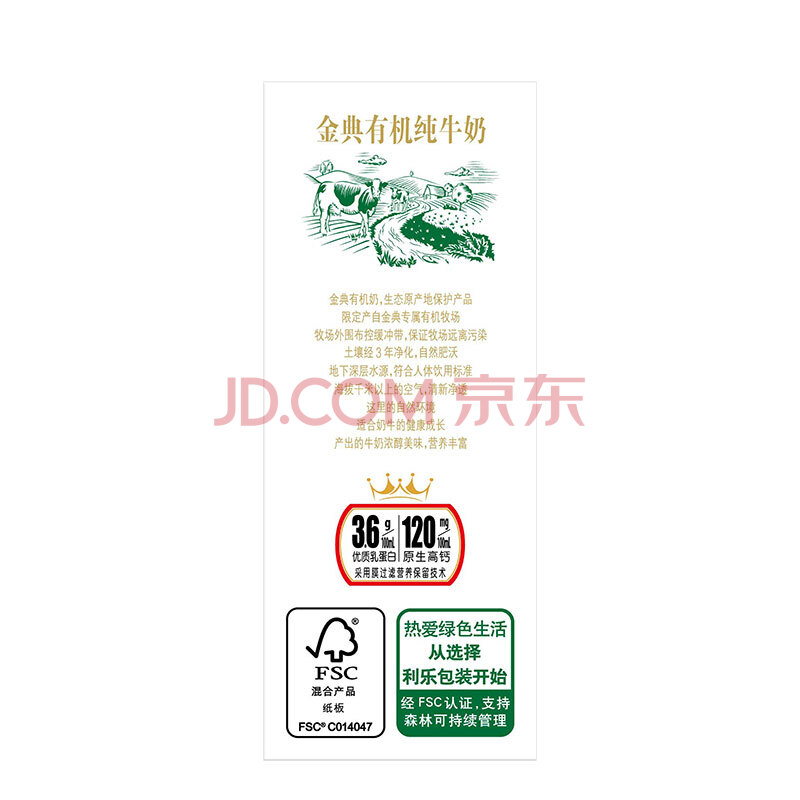 金典有机纯牛奶
金典有机奶,生态原产地保护产品
限定产自金典专属有机牧场
牧场外围布控缓冲带,保证牧场远离污染
土壤经3年净化,自然肥沃
地下深层水源,符合人体饮用标准
海拔千米以上的空气,清新净透
JD.COM 京东
这里的自然环境
适合奶牛的健康成长
产出的牛奶浓醇美味,营养丰富
3.6g/100mL 120mg/100mL
优质乳蛋白 原生高钙
采用膜过滤营养保留技术
FSC
混合产品
纸板
FSC® C014047
热爱绿色生活
从选择
利乐包装开始
经FSC认证,支持
森林可持续管理